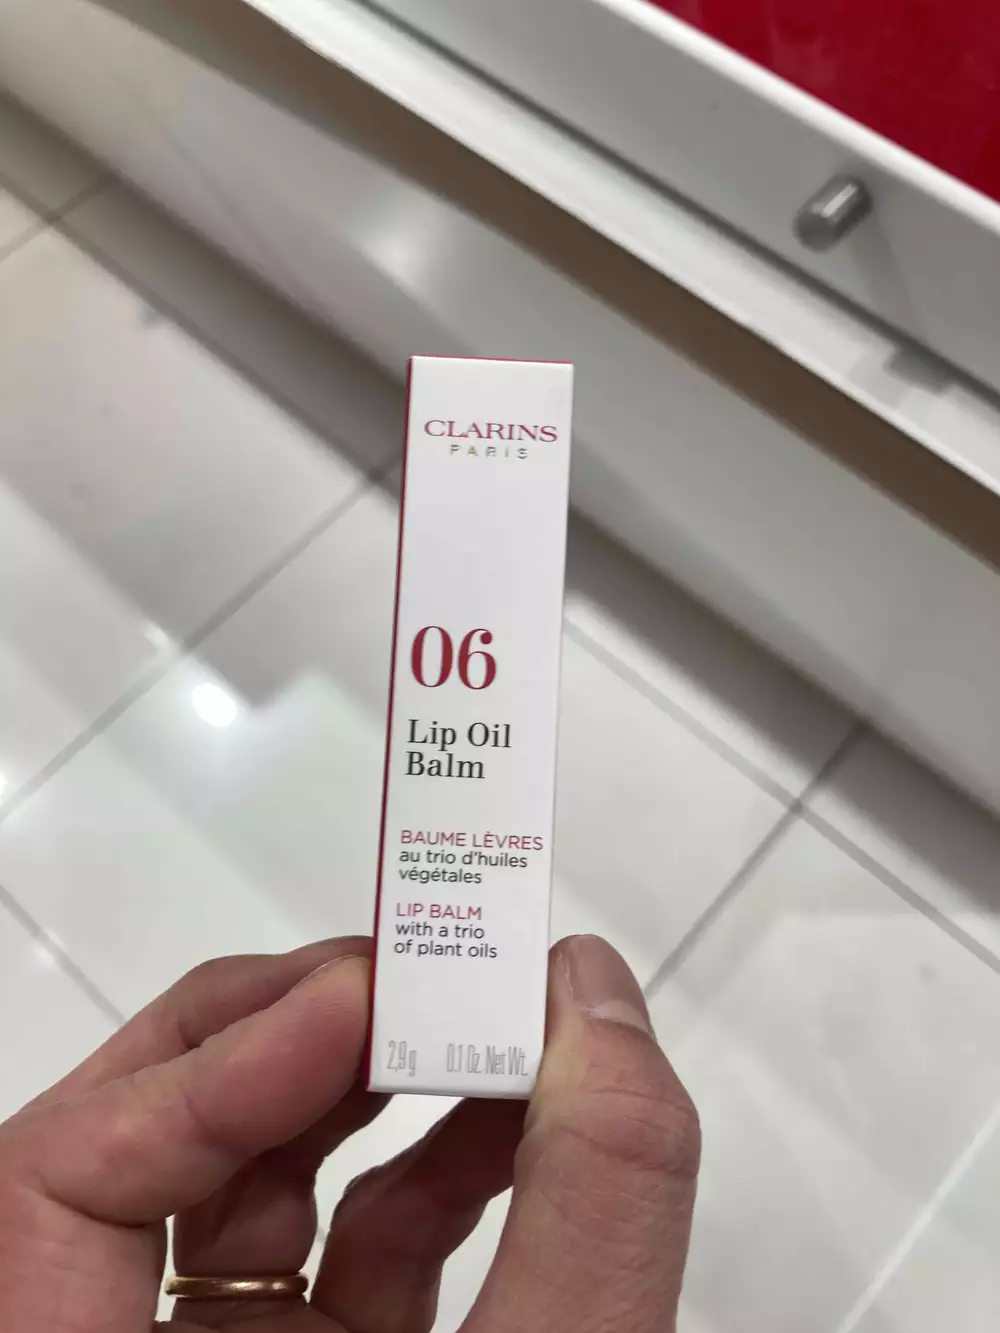 CLARINS
PARIS
06
Lip Oil
Balm
BAUME LÈVRES
au trio d'huiles
végétales
LIP BALM
with a trio
of plant oils
2,9g 0.1 Oz. Net Wt.